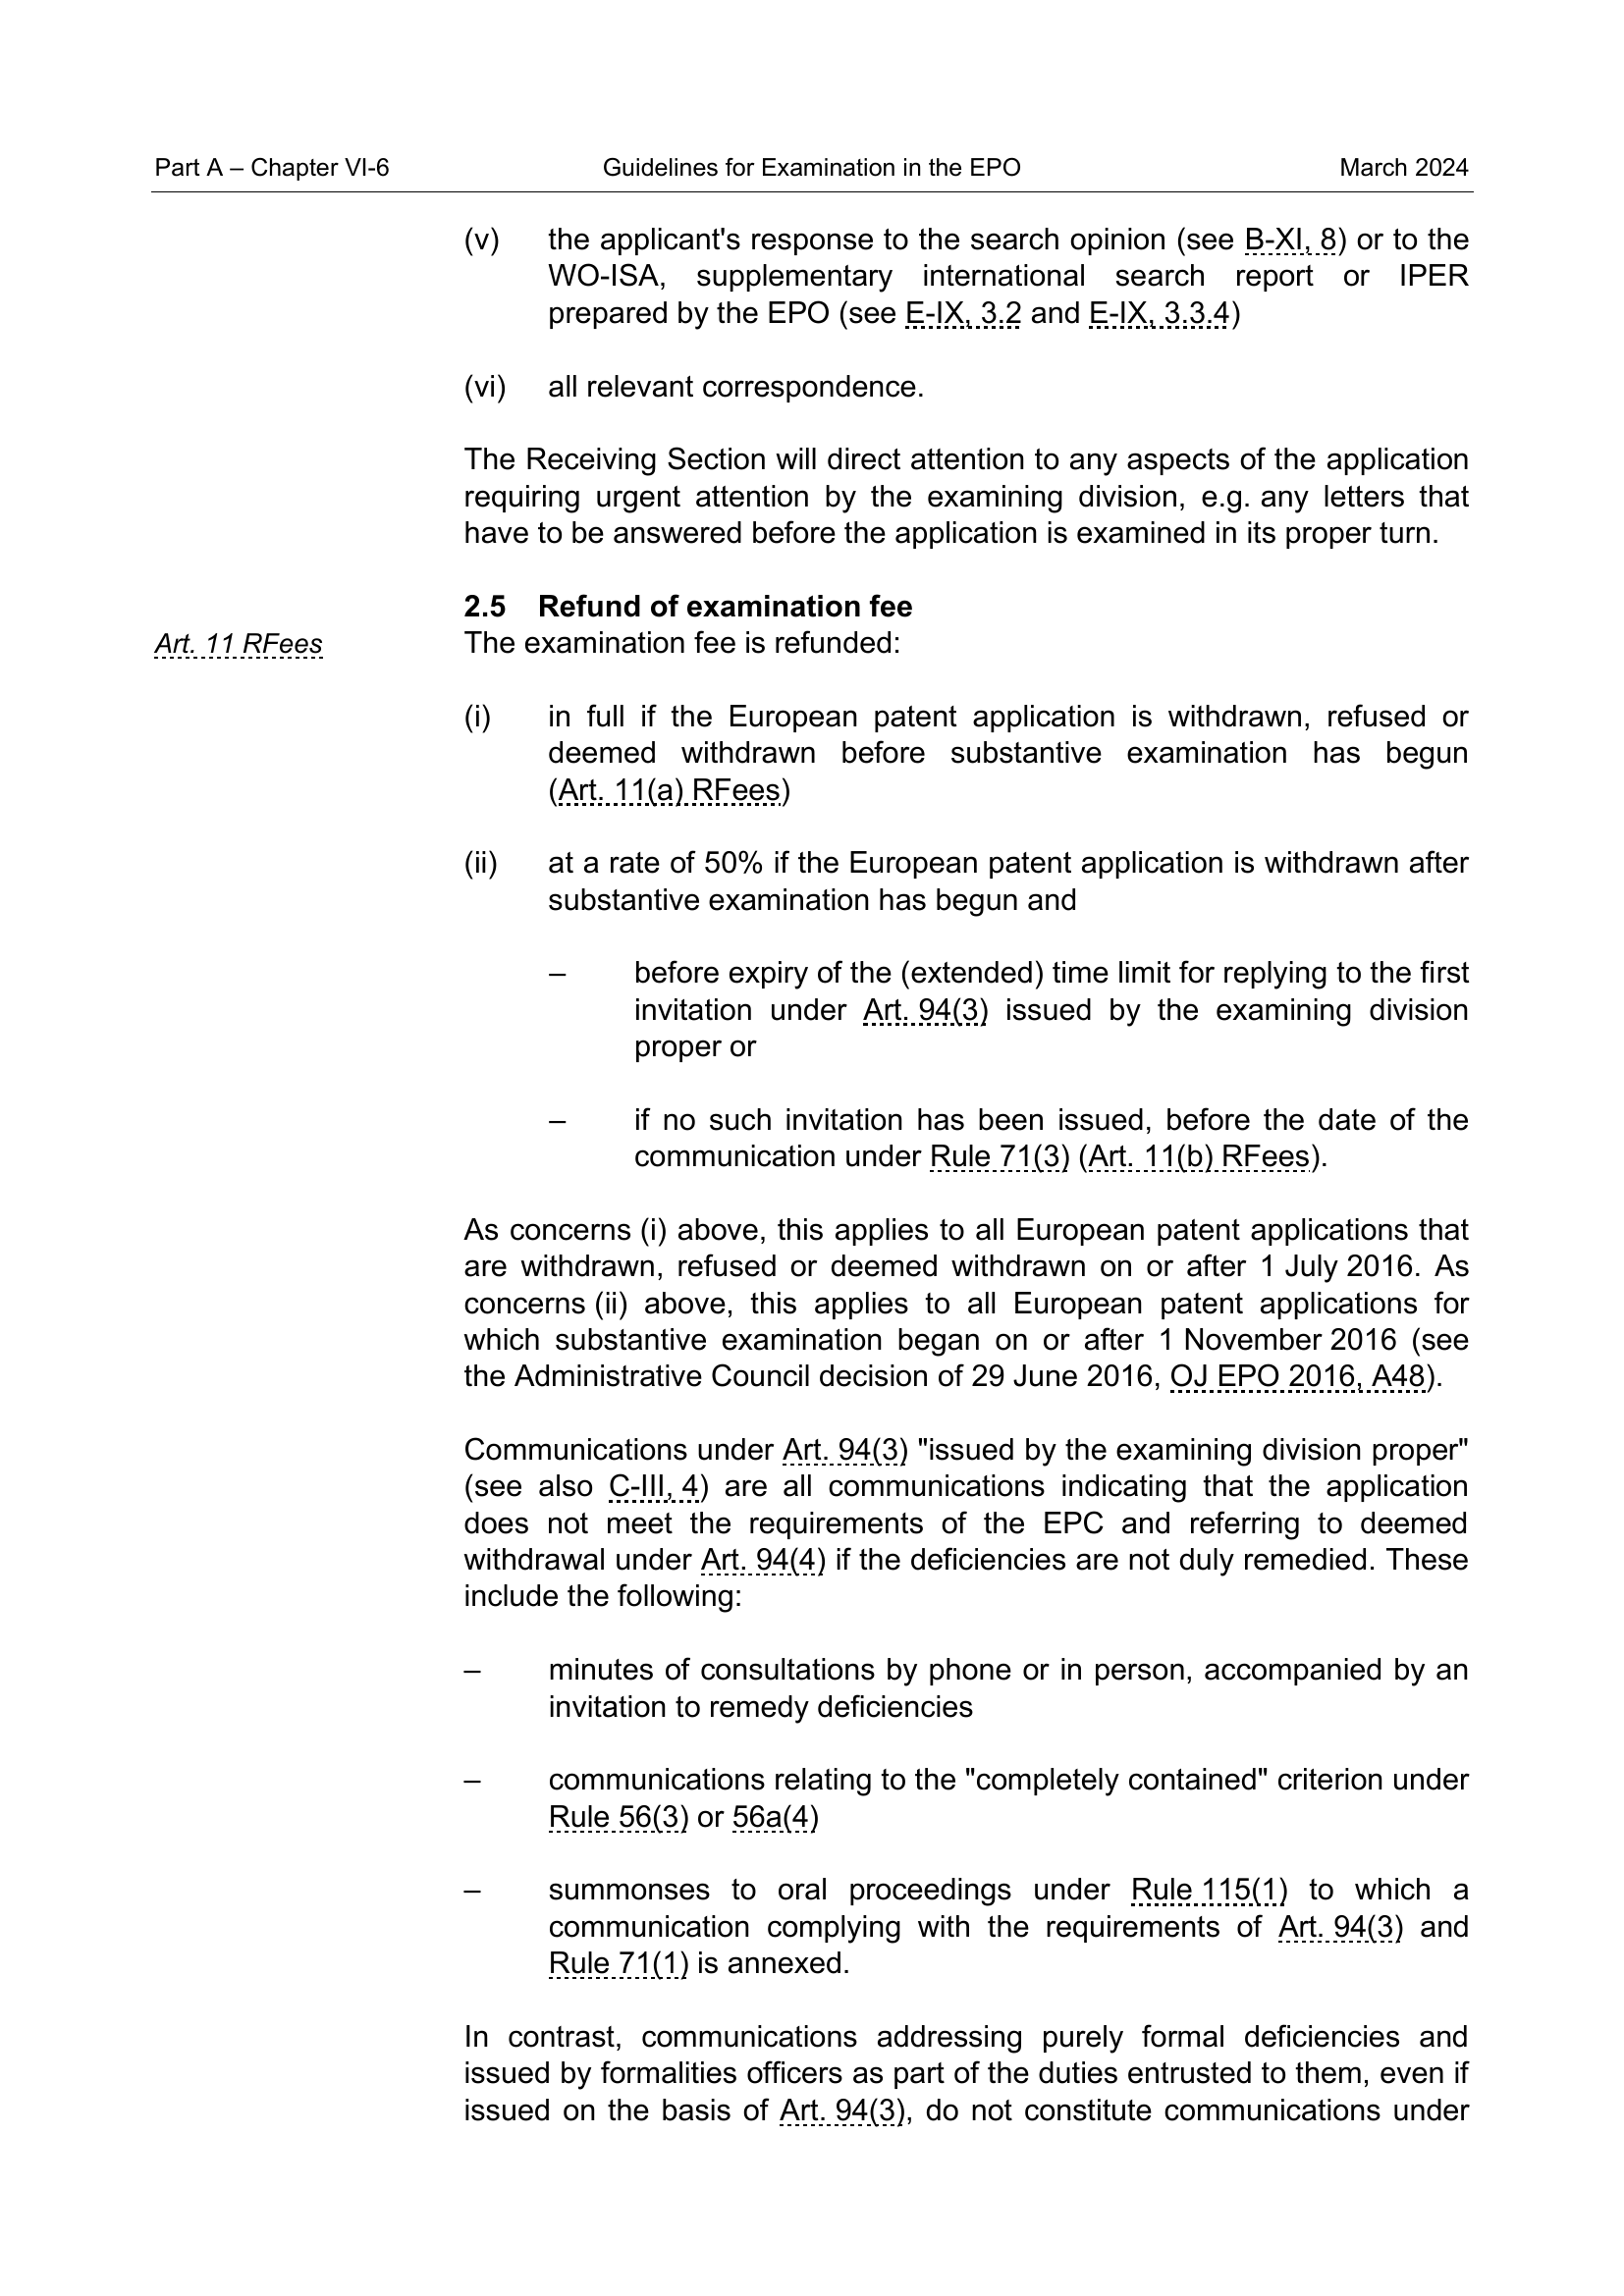 Part A – Chapter VI-6 Guidelines for Examination in the EPO March 2024
(v) the applicant's response to the search opinion (see B-XI, 8) or to the
WO-ISA, supplementary international search report or IPER
prepared by the EPO (see E-IX, 3.2 and E-IX, 3.3.4)
(vi) all relevant correspondence.
The Receiving Section will direct attention to any aspects of the application
requiring urgent attention by the examining division, e.g. any letters that
have to be answered before the application is examined in its proper turn.
2.5 Refund of examination fee
Art. 11 RFees The examination fee is refunded:
(i) in full if the European patent application is withdrawn, refused or
deemed withdrawn before substantive examination has begun
(Art. 11(a) RFees)
(ii) at a rate of 50% if the European patent application is withdrawn after
substantive examination has begun and
– before expiry of the (extended) time limit for replying to the first
invitation under Art. 94(3) issued by the examining division
proper or
– if no such invitation has been issued, before the date of the
communication under Rule 71(3) (Art. 11(b) RFees).
As concerns (i) above, this applies to all European patent applications that
are withdrawn, refused or deemed withdrawn on or after 1 July 2016. As
concerns (ii) above, this applies to all European patent applications for
which substantive examination began on or after 1 November 2016 (see
the Administrative Council decision of 29 June 2016, OJ EPO 2016, A48).
Communications under Art. 94(3) "issued by the examining division proper"
(see also C-III, 4) are all communications indicating that the application
does not meet the requirements of the EPC and referring to deemed
withdrawal under Art. 94(4) if the deficiencies are not duly remedied. These
include the following:
– minutes of consultations by phone or in person, accompanied by an
invitation to remedy deficiencies
– communications relating to the "completely contained" criterion under
Rule 56(3) or 56a(4)
– summonses to oral proceedings under Rule 115(1) to which a
communication complying with the requirements of Art. 94(3) and
Rule 71(1) is annexed.
In contrast, communications addressing purely formal deficiencies and
issued by formalities officers as part of the duties entrusted to them, even if
issued on the basis of Art. 94(3), do not constitute communications under